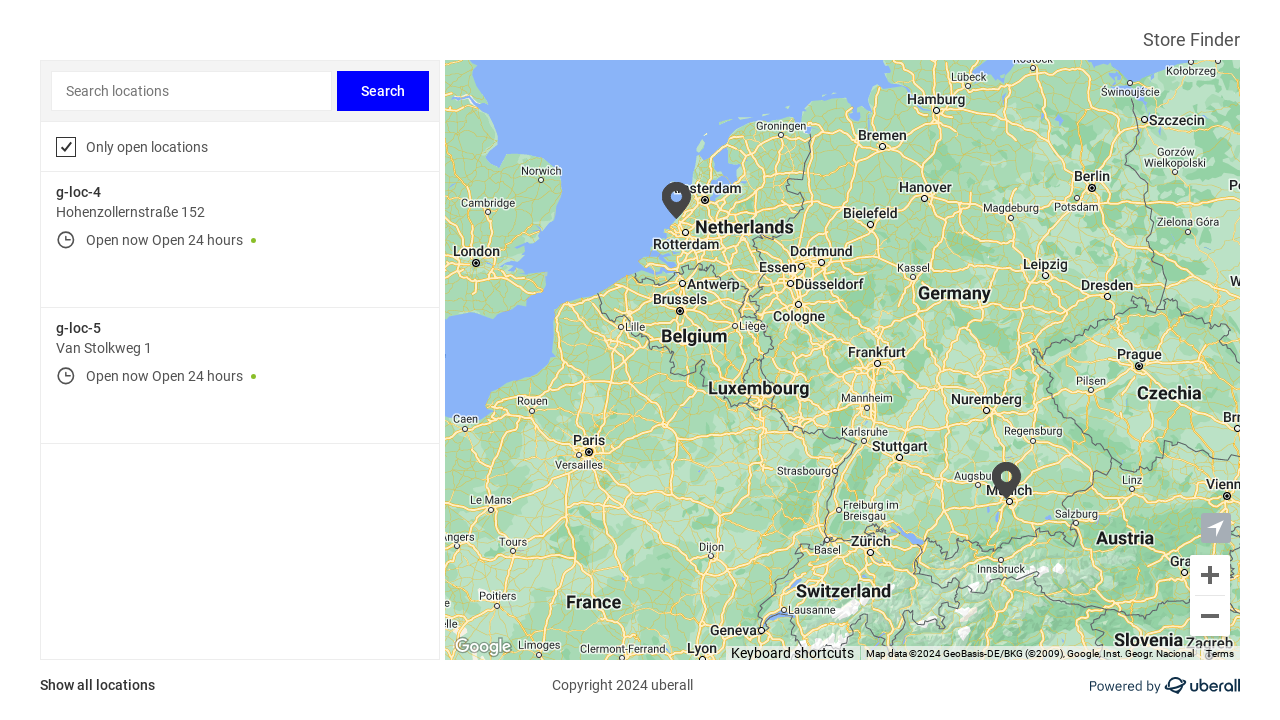 Store Finder
Search locations
Search
Only open locations
g-loc-4
Hohenzollernstraße 152
Open now Open 24 hours
g-loc-5
Van Stolkweg 1
Open now Open 24 hours
Lübeck
Kołobrzeg
Hamburg
Świnoujście
Szczecin
Groningen
Bremen
Gorzów
Wielkopolski
Norwich
Berlin
Hanover
Cambridge
Potsdam
Magdeburg
Bielefeld
Zielona Góra
Netherlands
Rotterdam
London
Dortmund
Essen
Kassel
Leipzig
Antwerp
Düsseldorf
Dresden
Brussels
Germany
Cologne
Lille
Liège
Belgium
Frankfurt
Prague
Pilsen
Luxembourg
Czechia
Rouen
Mannheim
Nuremberg
Caen
Karlsruhe
Regensburg
Paris
Stuttgart
Versailles
Strasbourg
Linz
Le Mans
Freiburg im
Breisgau
Salzburg
Tours
Dijon
Zürich
Basel
Austria
Innsbruck
Switzerland
Poitiers
France
Lausanne
Geneva
Slovenia
Zagreb
Limoges
Clermont-Ferrand
Lyon
Google
Keyboard shortcuts
Map data ©2024 GeoBasis-DE/BKG (©2009), Google, Inst. Geogr. Nacional
Terms
Show all locations
Copyright 2024 uberall
Powered by uberall